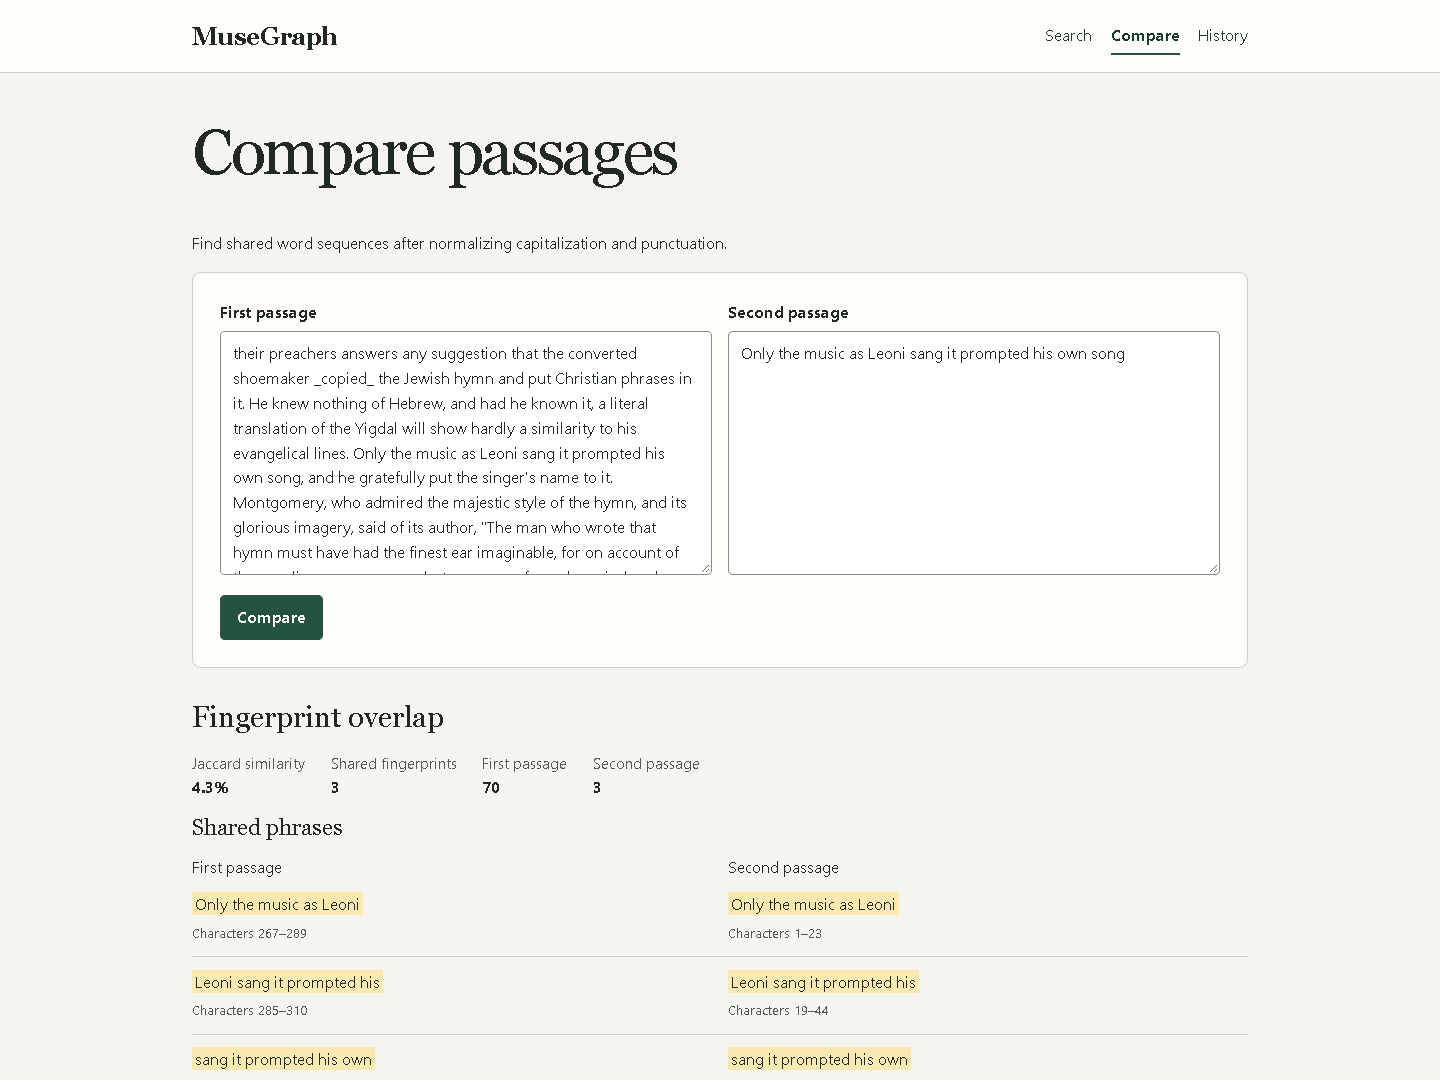 MuseGraph
Search Compare History
Compare passages
Find shared word sequences after normalizing capitalization and punctuation.
First passage
their preachers answers any suggestion that the converted
shoemaker _copied_ the Jewish hymn and put Christian phrases in
it. He knew nothing of Hebrew, and had he known it, a literal
translation of the Yigdal will show hardly a similarity to his
evangelical lines. Only the music as Leoni sang it prompted his
own song, and he gratefully put the singer's name to it.
Montgomery, who admired the majestic style of the hymn, and its
glorious imagery, said of its author, "The man who wrote that
hymn must have had the finest ear imaginable, for on account of
Second passage
Only the music as Leoni sang it prompted his own song
Compare
Fingerprint overlap
Jaccard similarity Shared fingerprints First passage Second passage
4.3% 3 70 3
Shared phrases
First passage Second passage
Only the music as Leoni Only the music as Leoni
Characters 267–289 Characters 1–23
Leoni sang it prompted his Leoni sang it prompted his
Characters 285–310 Characters 19–44
sang it prompted his own sang it prompted his own